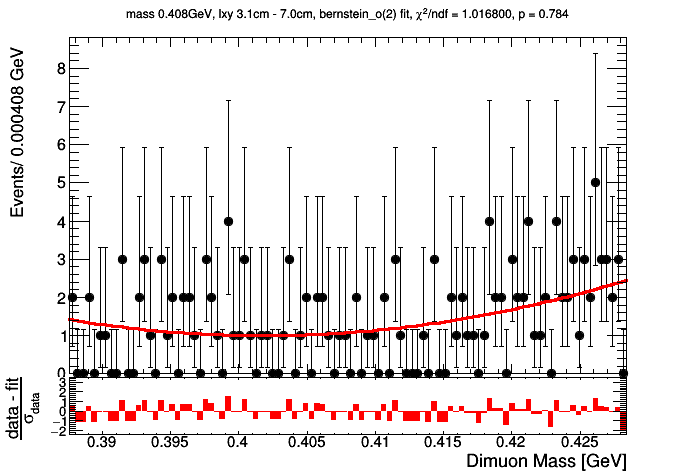 mass 0.408GeV, lxy 3.1cm - 7.0cm, bernstein_o(2) fit, χ²/ndf = 1.016800, p = 0.784
Events/ 0.000408 GeV
8
7
6
5
4
3
2
1
0
data - fit
σdata
3
2
1
0
−1
−2
0.39 0.395 0.4 0.405 0.41 0.415 0.42 0.425
Dimuon Mass [GeV]